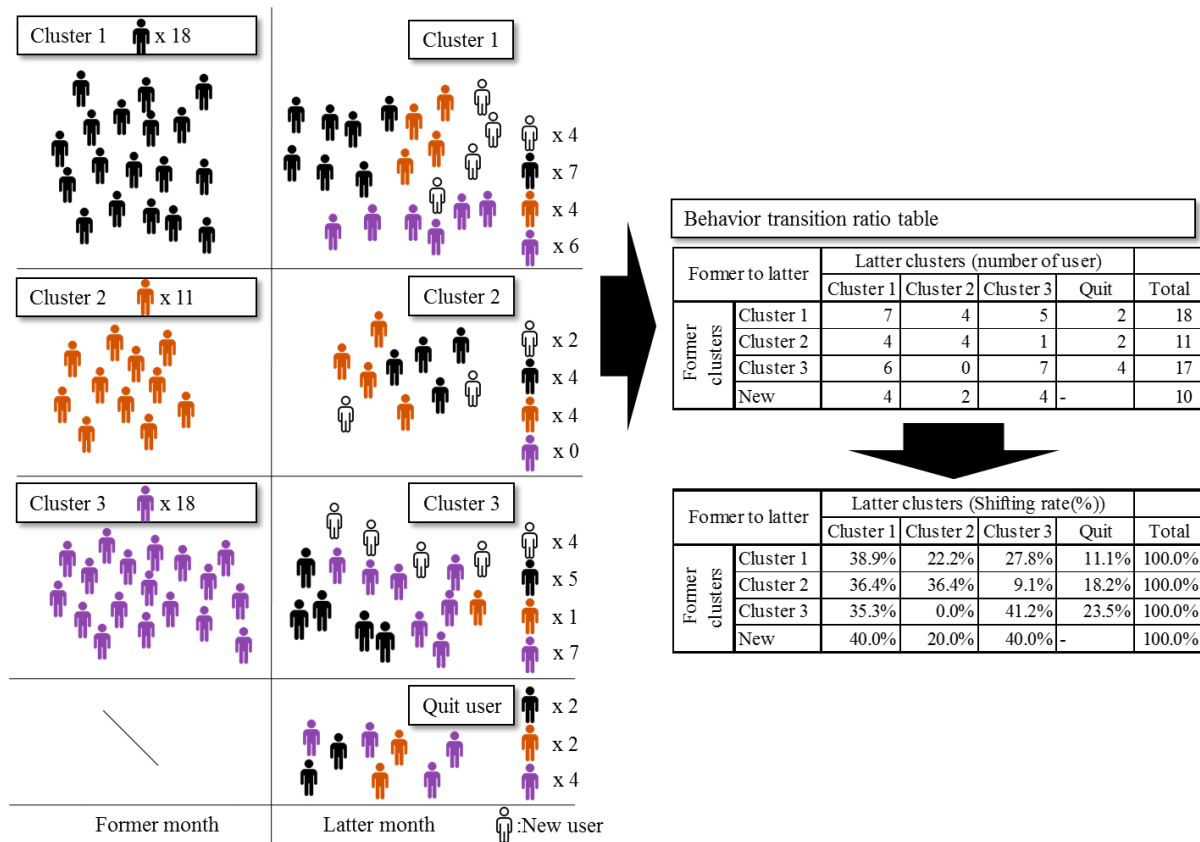 Cluster 1 x 18
Cluster 1
x 4
x 7
x 4
x 6
Cluster 2 x 11
Cluster 2
x 2
x 4
x 4
x 0
Cluster 3 x 18
Cluster 3
x 4
x 5
x 1
x 7
Quit user
x 2
x 2
x 4
Former month
Latter month
:New user
Behavior transition ratio table
Former to latter
Latter clusters (number of user)
Cluster 1 Cluster 2 Cluster 3 Quit Total
Former clusters
Cluster 1 7 4 5 2 18
Cluster 2 4 4 1 2 11
Cluster 3 6 0 7 4 17
New 4 2 4 - 10
Former to latter
Latter clusters (Shifting rate(%))
Cluster 1 Cluster 2 Cluster 3 Quit Total
Former clusters
Cluster 1 38.9% 22.2% 27.8% 11.1% 100.0%
Cluster 2 36.4% 36.4% 9.1% 18.2% 100.0%
Cluster 3 35.3% 0.0% 41.2% 23.5% 100.0%
New 40.0% 20.0% 40.0% - 100.0%